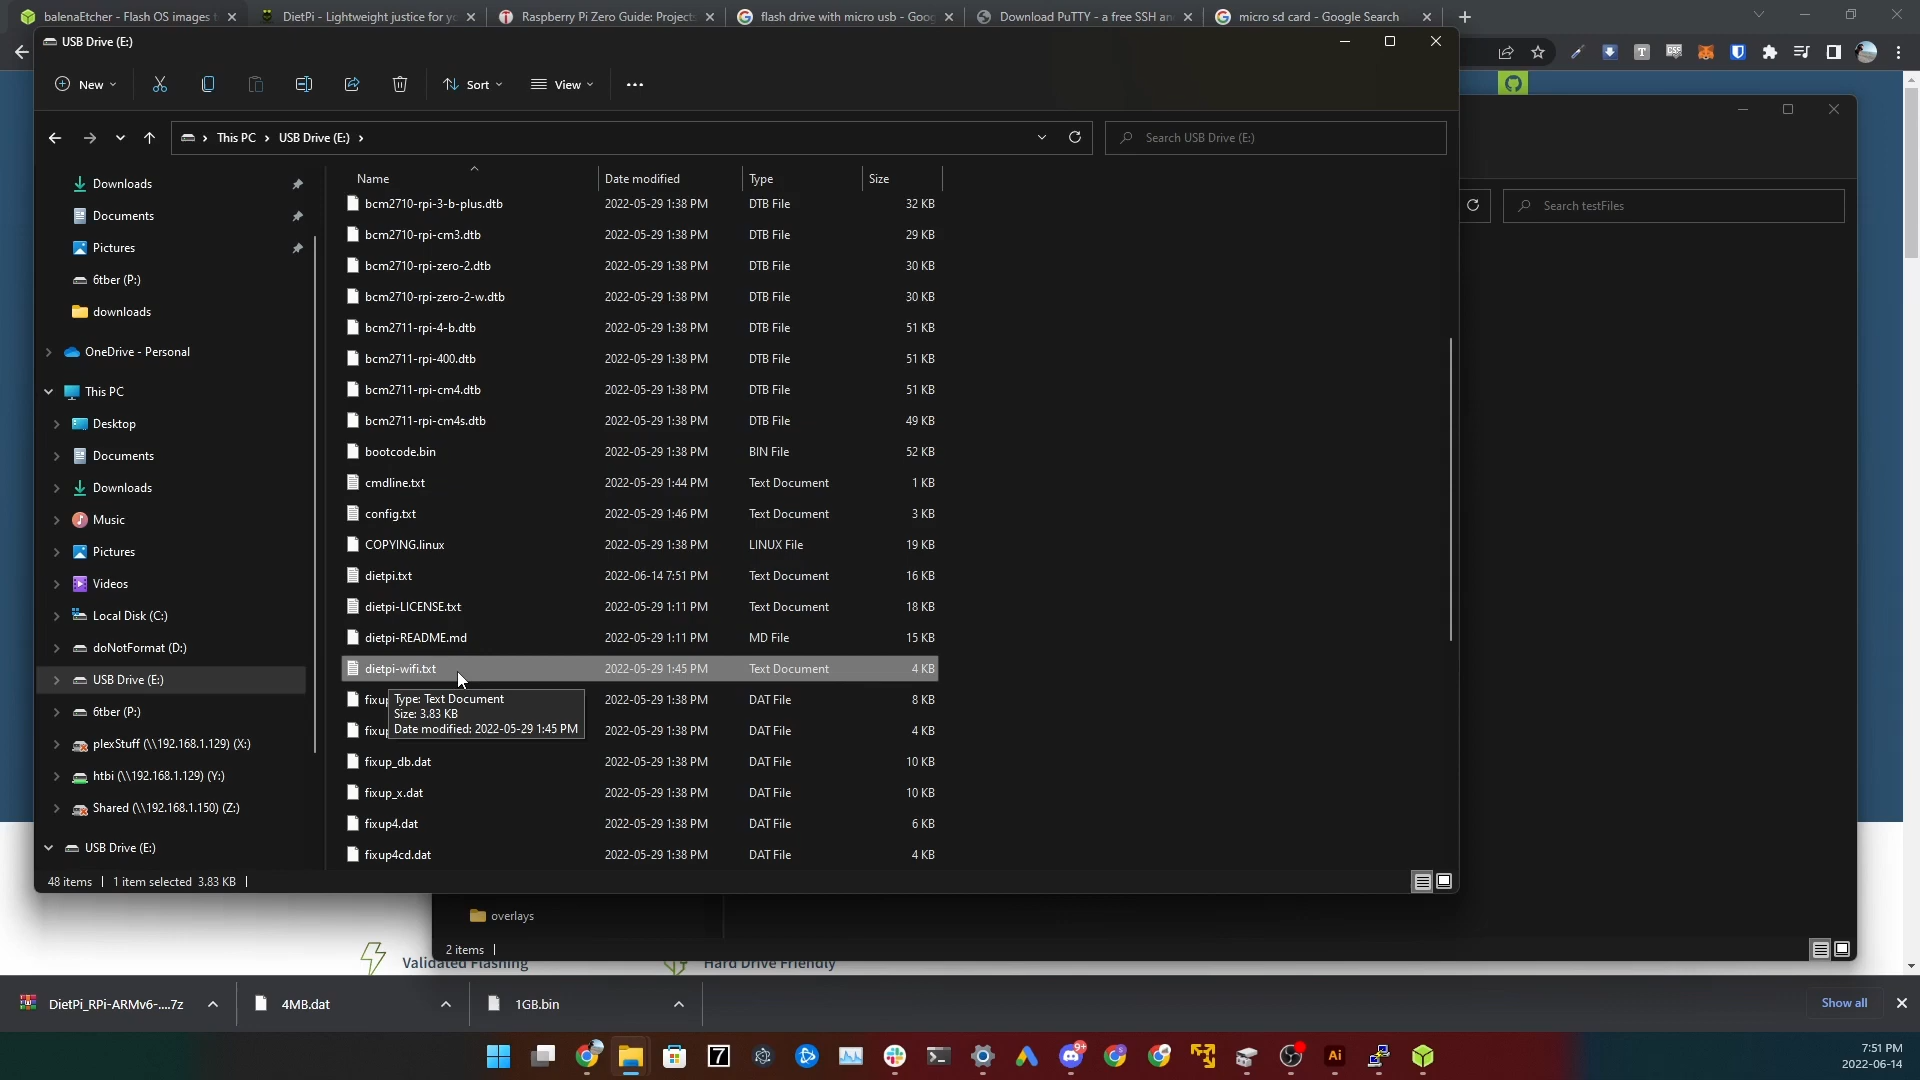 balenaEtcher - Flash OS images t
DietPi - Lightweight justice for yo
Raspberry Pi Zero Guide: Projects
flash drive with micro usb - Goog
Download PuTTY - a free SSH an
micro sd card - Google Search
USB Drive (E:)
New
Sort
View
This PC
USB Drive (E:)
Search USB Drive (E:)
Search testFiles
Name
Date modified
Type
Size
Downloads
Documents
Pictures
6tber (P:)
downloads
OneDrive - Personal
This PC
Desktop
Documents
Downloads
Music
Pictures
Videos
Local Disk (C:)
doNotFormat (D:)
USB Drive (E:)
6tber (P:)
plexStuff (\\192.168.1.129) (X:)
htbi (\\192.168.1.129) (Y:)
Shared (\\192.168.1.150) (Z:)
USB Drive (E:)
bcm2710-rpi-3-b-plus.dtb 2022-05-29 1:38 PM DTB File 32 KB
bcm2710-rpi-cm3.dtb 2022-05-29 1:38 PM DTB File 29 KB
bcm2710-rpi-zero-2.dtb 2022-05-29 1:38 PM DTB File 30 KB
bcm2710-rpi-zero-2-w.dtb 2022-05-29 1:38 PM DTB File 30 KB
bcm2711-rpi-4-b.dtb 2022-05-29 1:38 PM DTB File 51 KB
bcm2711-rpi-400.dtb 2022-05-29 1:38 PM DTB File 51 KB
bcm2711-rpi-cm4.dtb 2022-05-29 1:38 PM DTB File 51 KB
bcm2711-rpi-cm4s.dtb 2022-05-29 1:38 PM DTB File 49 KB
bootcode.bin 2022-05-29 1:38 PM BIN File 52 KB
cmdline.txt 2022-05-29 1:44 PM Text Document 1 KB
config.txt 2022-05-29 1:46 PM Text Document 3 KB
COPYING.linux 2022-05-29 1:38 PM LINUX File 19 KB
dietpi.txt 2022-06-14 7:51 PM Text Document 16 KB
dietpi-LICENSE.txt 2022-05-29 1:11 PM Text Document 18 KB
dietpi-README.md 2022-05-29 1:11 PM MD File 15 KB
dietpi-wifi.txt 2022-05-29 1:45 PM Text Document 4 KB
fixup 2022-05-29 1:38 PM DAT File 8 KB
fixup 2022-05-29 1:38 PM DAT File 4 KB
Type: Text Document
Size: 3.83 KB
Date modified: 2022-05-29 1:45 PM
fixup_db.dat 2022-05-29 1:38 PM DAT File 10 KB
fixup_x.dat 2022-05-29 1:38 PM DAT File 10 KB
fixup4.dat 2022-05-29 1:38 PM DAT File 6 KB
fixup4cd.dat 2022-05-29 1:38 PM DAT File 4 KB
48 items
1 item selected 3.83 KB
overlays
2 items
Validated Flashing
Hard Drive Friendly
DietPi_RPi-ARMv6-....7z
4MB.dat
1GB.bin
Show all
9+
Ai
7:51 PM
2022-06-14